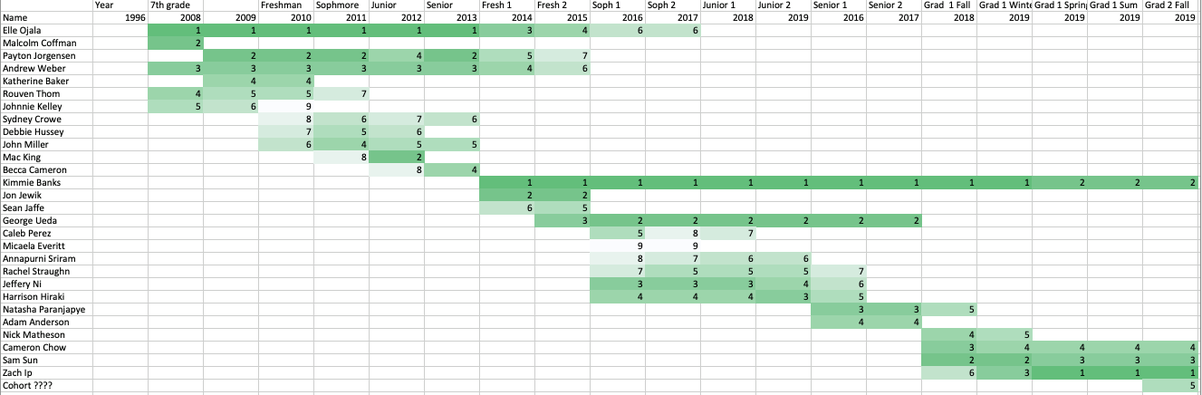 Year 7th grade Freshman Sophmore Junior Senior Fresh 1 Fresh 2 Soph 1 Soph 2 Junior 1 Junior 2 Senior 1 Senior 2 Grad 1 Fall Grad 1 Winte Grad 1 Sprin Grad 1 Sum Grad 2 Fall
Name 1996 2008 2009 2010 2011 2012 2013 2014 2015 2016 2017 2018 2019 2016 2017 2018 2019 2019 2019 2019
Elle Ojala 1 1 1 1 1 1 3 4 6 6
Malcolm Coffman 2
Payton Jorgensen 2 2 2 4 2 5 7
Andrew Weber 3 3 3 3 3 3 4 6
Katherine Baker 4 4
Rouven Thom 4 5 5 7
Johnnie Kelley 5 6 9
Sydney Crowe 8 6 7 6
Debbie Hussey 7 5 6
John Miller 6 4 5 5
Mac King 8 2
Becca Cameron 8 4
Kimmie Banks 1 1 1 1 1 1 1 1 1 1 2 2 2
Jon Jewik 2 2
Sean Jaffe 6 5
George Ueda 3 2 2 2 2 2 2
Caleb Perez 5 8 7
Micaela Everitt 9 9
Annapurni Sriram 8 7 6 6
Rachel Straughn 7 5 5 5 7
Jeffery Ni 3 3 3 4 6
Harrison Hiraki 4 4 4 3 5
Natasha Paranjapye 3 3 5
Adam Anderson 4 4
Nick Matheson 4 5
Cameron Chow 3 4 4 4 4
Sam Sun 2 2 3 3 3
Zach Ip 6 3 1 1 1
Cohort ???? 5